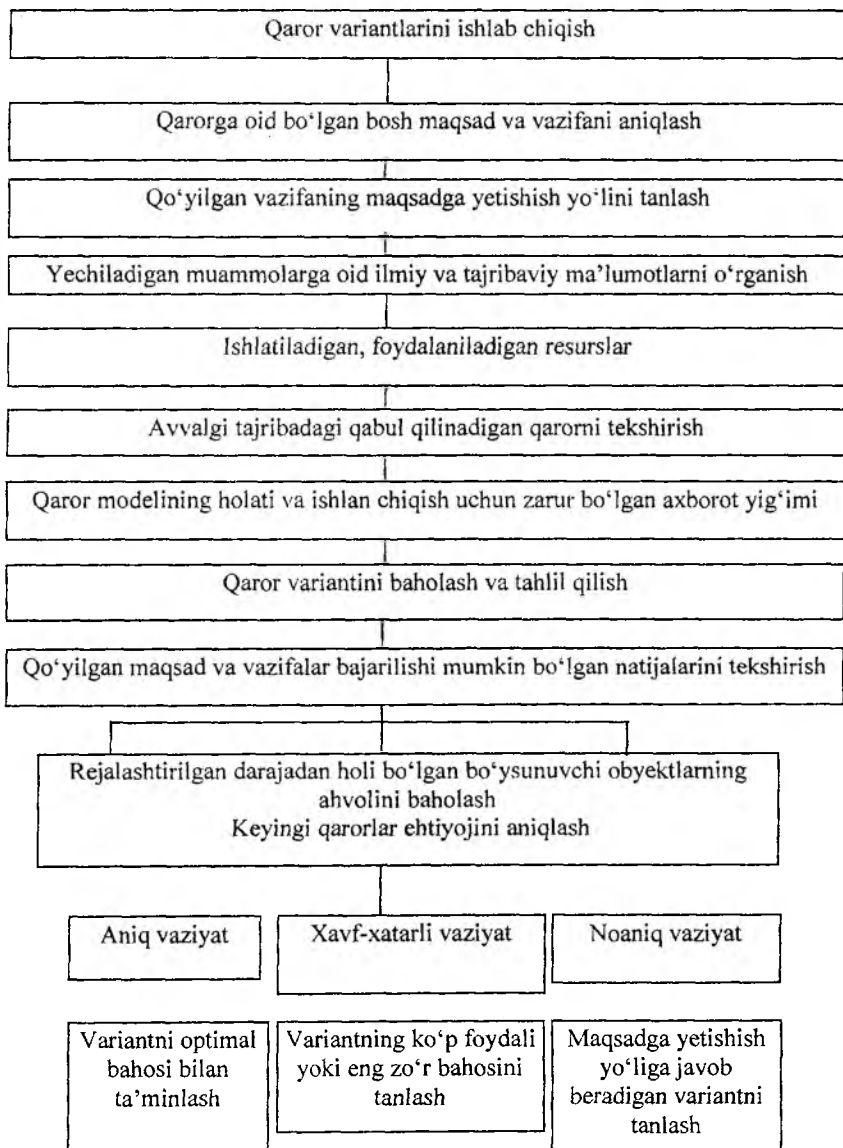 Qaror variantlarini ishlab chiqish
Qarorga oid bo‘lgan bosh maqsad va vazifani aniqlash
Qo‘yilgan vazifaning maqsadga yetishish yo‘lini tanlash
Yechiladigan muammolarga oid ilmiy va tajribaviy ma’lumotlarni o‘rganish
Ishlatiladigan, foydalaniladigan resurslar
Avvalgi tajribadagi qabul qilinadigan qarorni tekshirish
Qaror modelining holati va ishlan chiqish uchun zarur bo‘lgan axborot yig‘imi
Qaror variantini baholash va tahlil qilish
Qo‘yilgan maqsad va vazifalar bajarilishi mumkin bo‘lgan natijalarini tekshirish
Rejalashtirilgan darajadan holi bo‘lgan bo‘ysunuvchi obyektlarning
ahvolini baholash
Keyingi qarorlar ehtiyojini aniqlash
Aniq vaziyat
Xavf-xatarli vaziyat
Noaniq vaziyat
Variantni optimal
bahosi bilan
ta’minlash
Variantning ko‘p foydali
yoki eng zo‘r bahosini
tanlash
Maqsadga yetishish
yo‘liga javob
beradigan variantni
tanlash